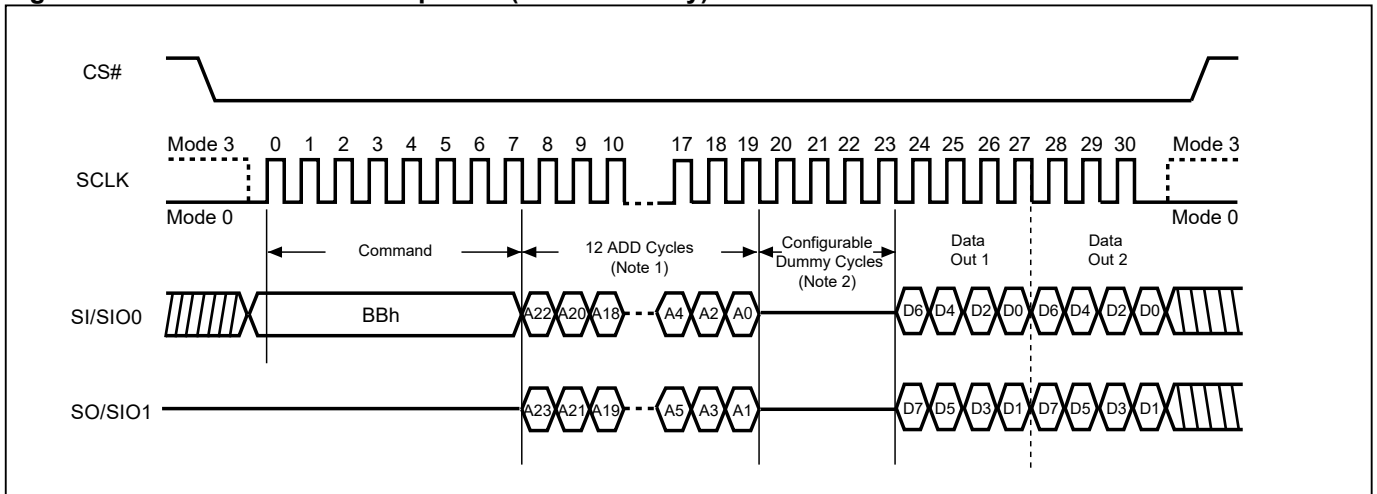 CS#
Mode 3 0 1 2 3 4 5 6 7 8 9 10 17 18 19 20 21 22 23 24 25 26 27 28 29 30 Mode 3
SCLK
Mode 0 Mode 0
Command
12 ADD Cycles
(Note 1)
Configurable
Dummy Cycles
(Note 2)
Data
Out 1
Data
Out 2
SI/SIO0 BBh A22 A20 A18 A4 A2 A0 D6 D4 D2 D0 D6 D4 D2 D0
SO/SIO1 A23 A21 A19 A5 A3 A1 D7 D5 D3 D1 D7 D5 D3 D1